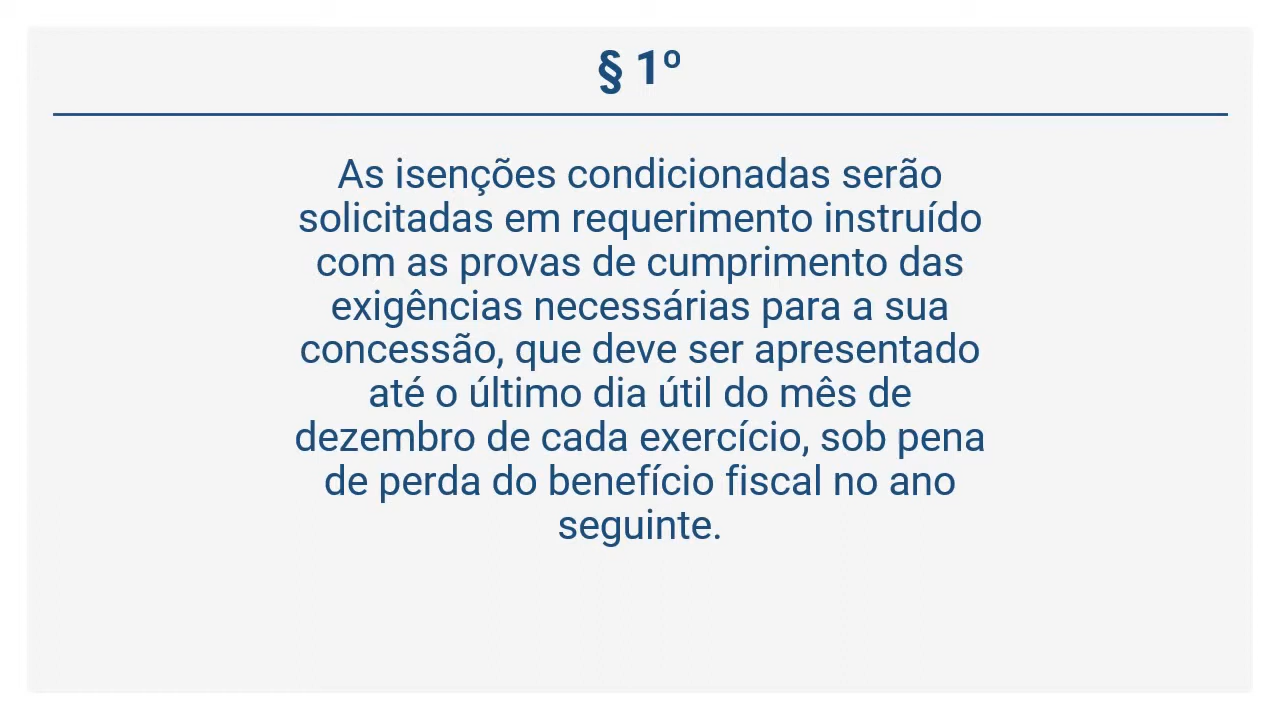 § 1º
As isenções condicionadas serão
solicitadas em requerimento instruído
com as provas de cumprimento das
exigências necessárias para a sua
concessão, que deve ser apresentado
até o último dia útil do mês de
dezembro de cada exercício, sob pena
de perda do benefício fiscal no ano
seguinte.